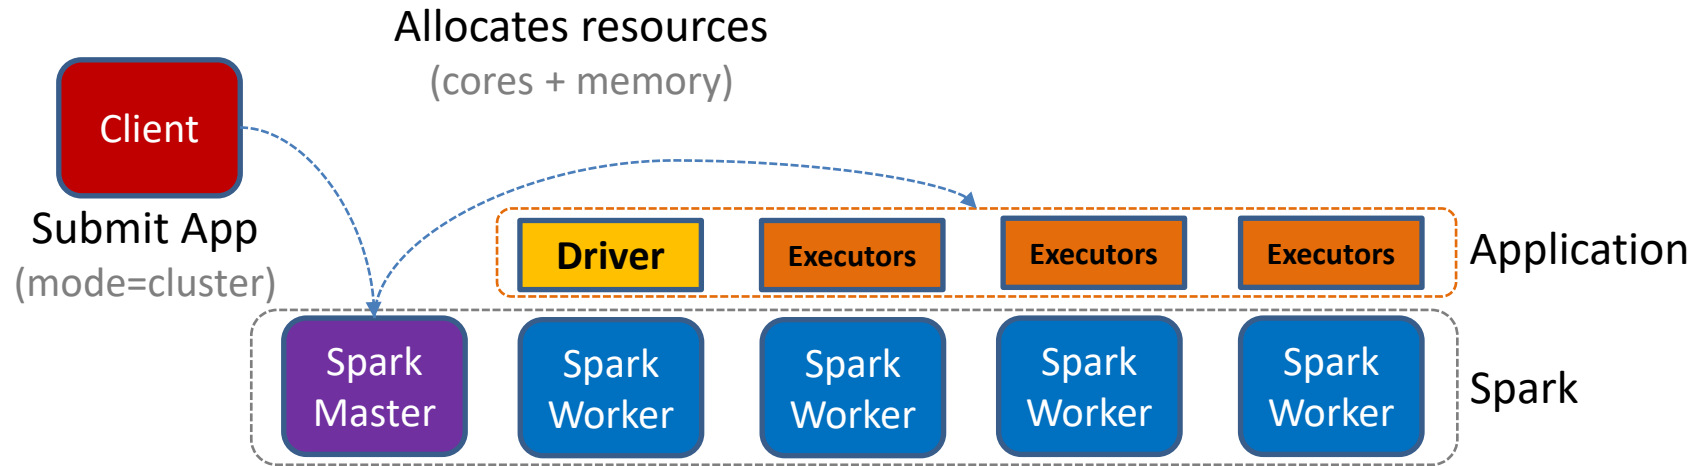 Allocates resources
(cores + memory)
Client
Submit App
(mode=cluster)
Driver
Executors
Executors
Executors
Application
Spark
Master
Spark
Worker
Spark
Worker
Spark
Worker
Spark
Worker
Spark